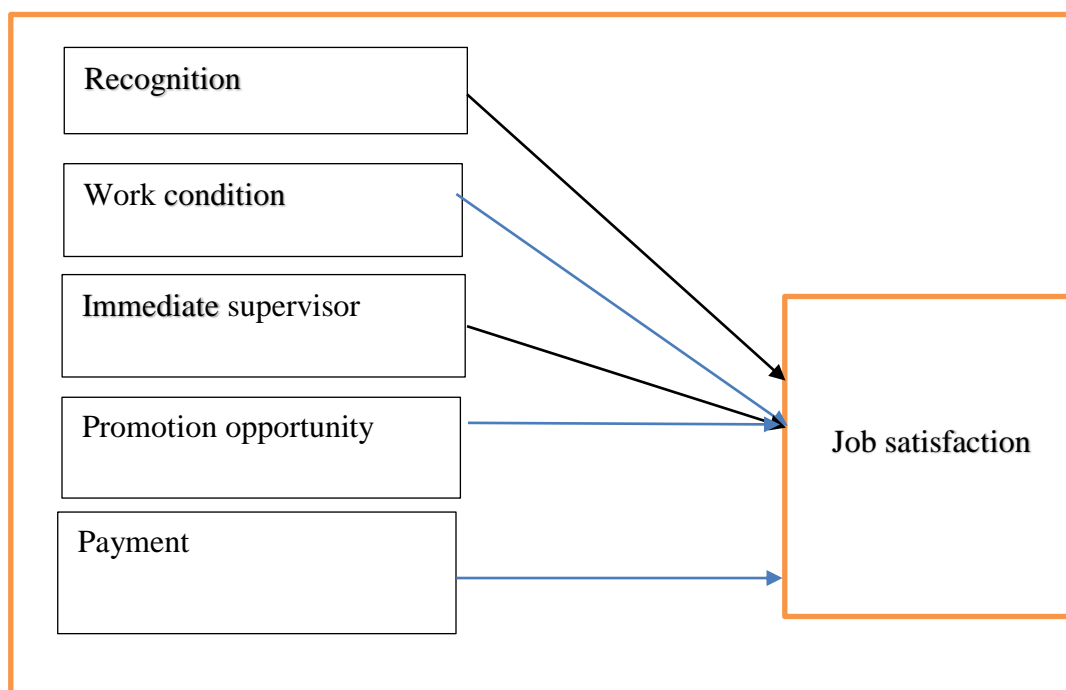 Recognition
Work condition
Immediate supervisor
Promotion opportunity
Job satisfaction
Payment